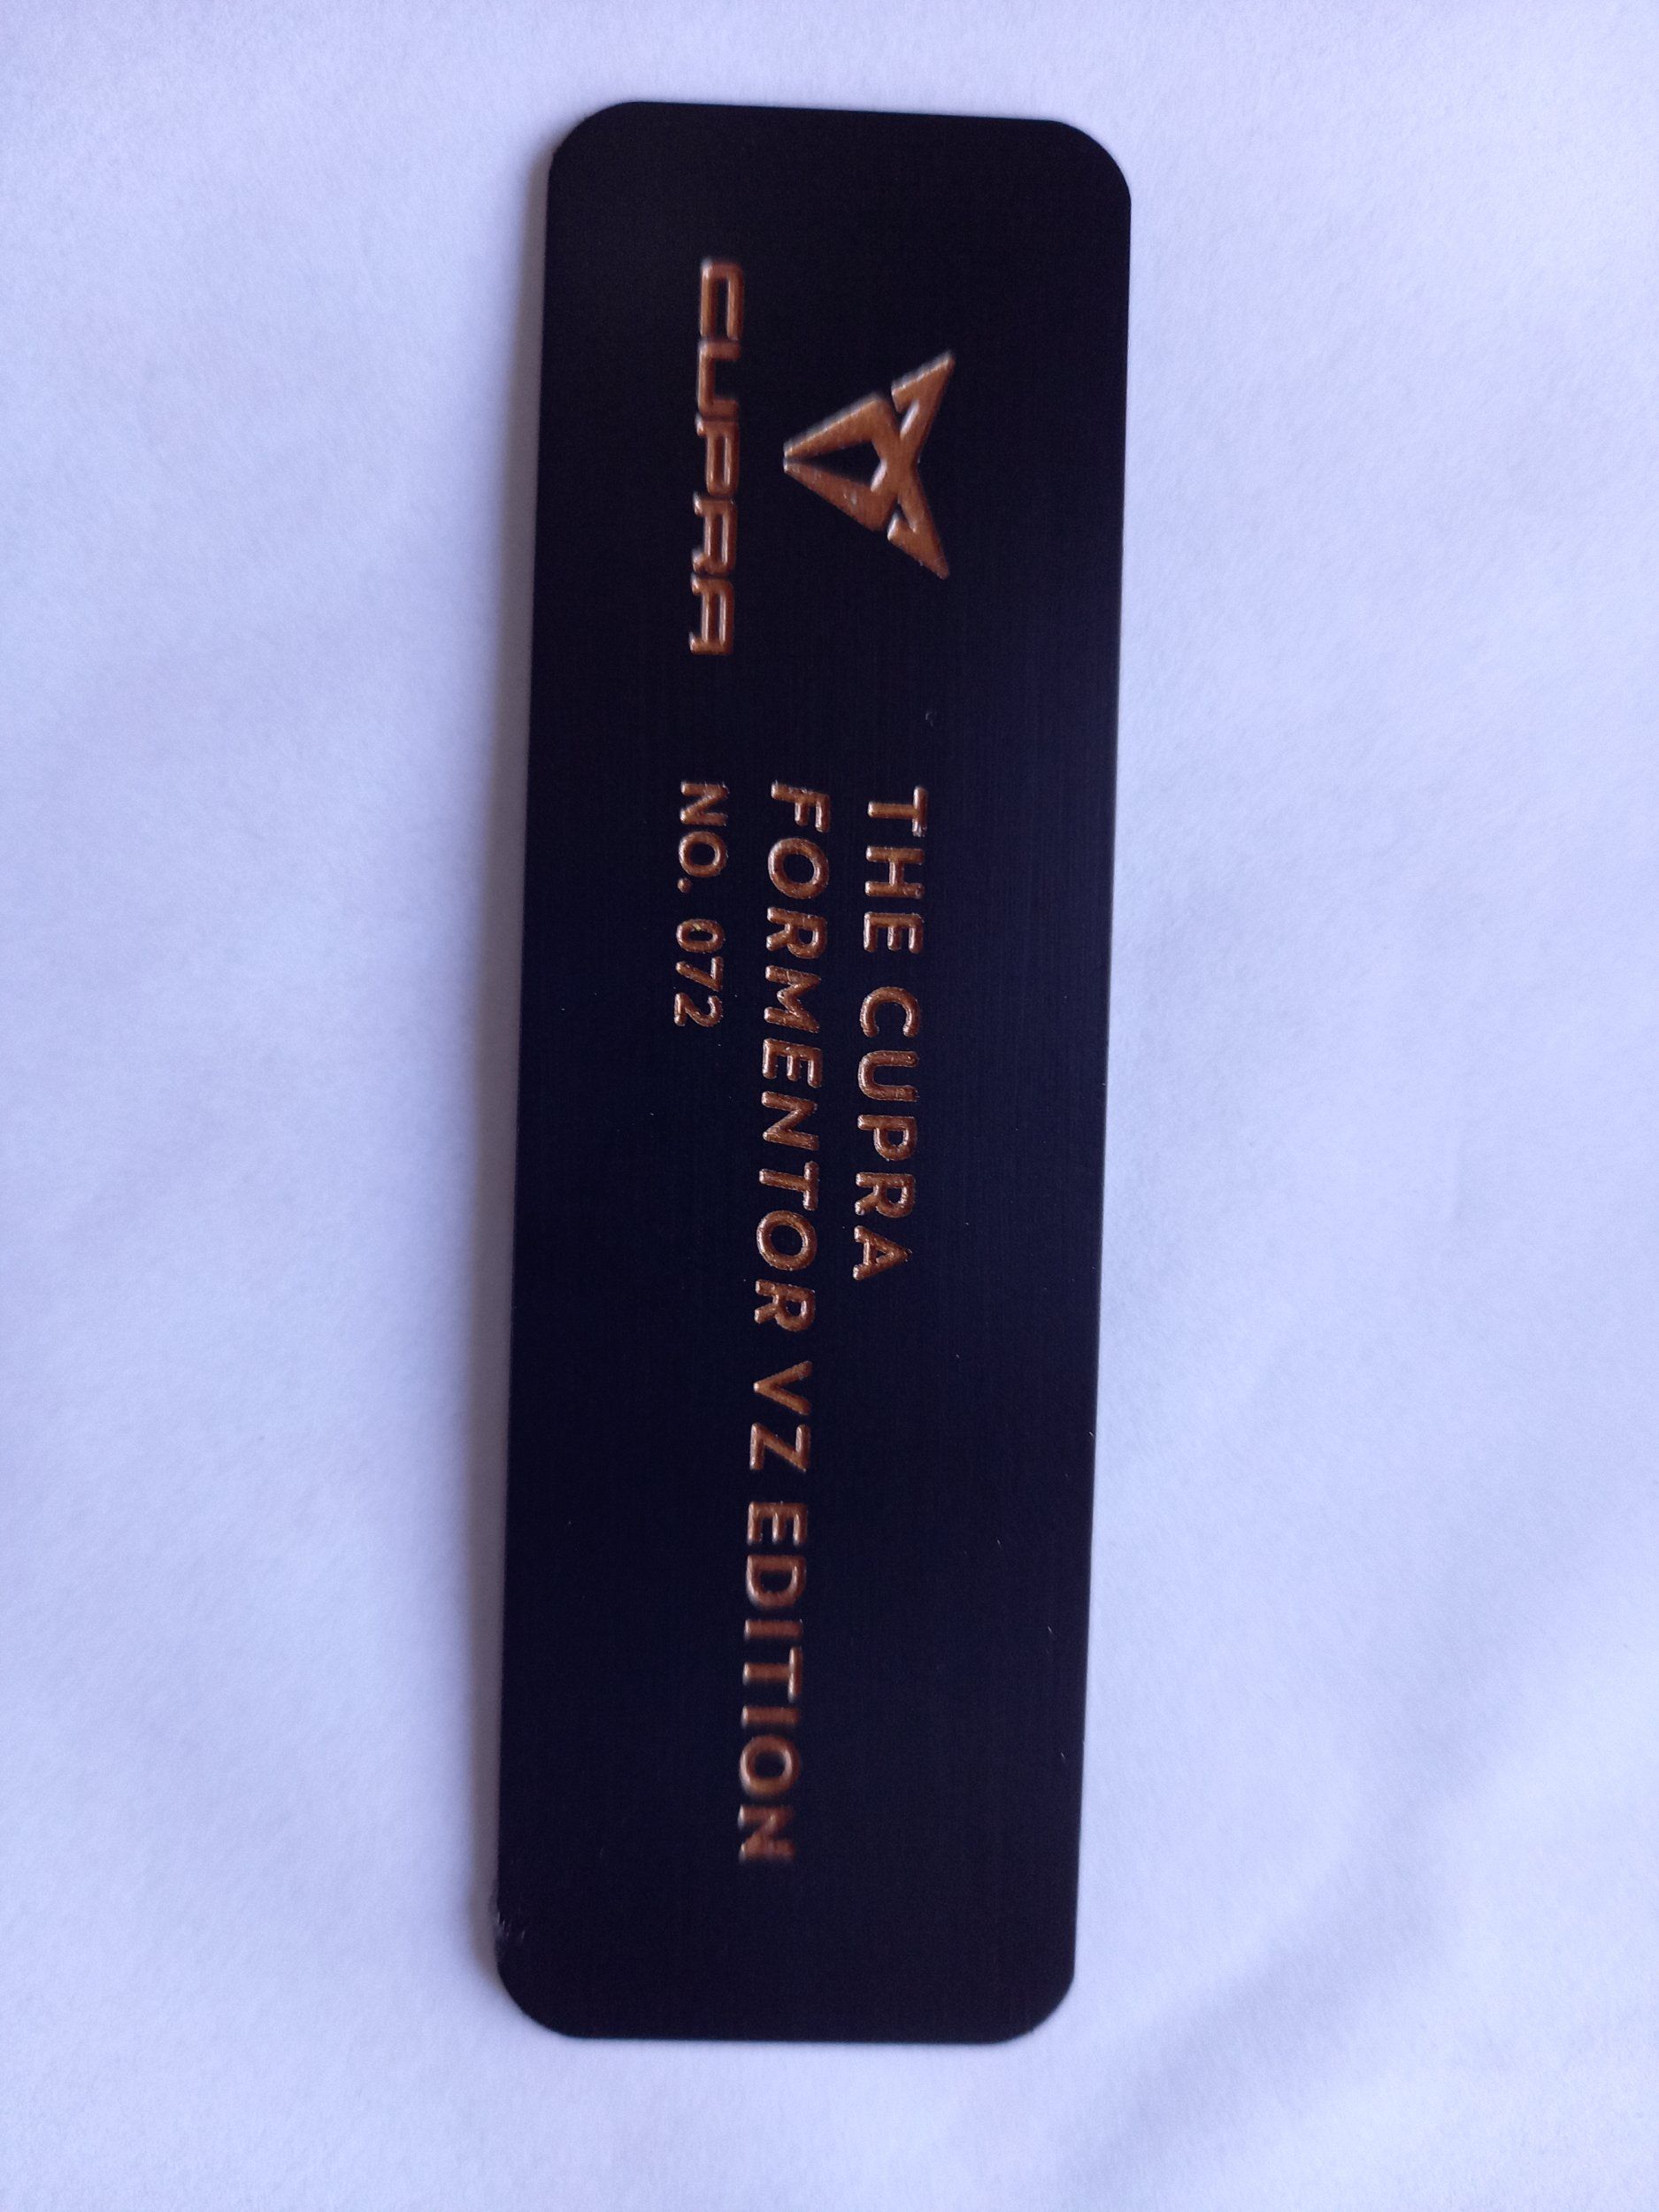 CUPRA
THE CUPRA
FORMENTOR VZ EDITION
NO. 072